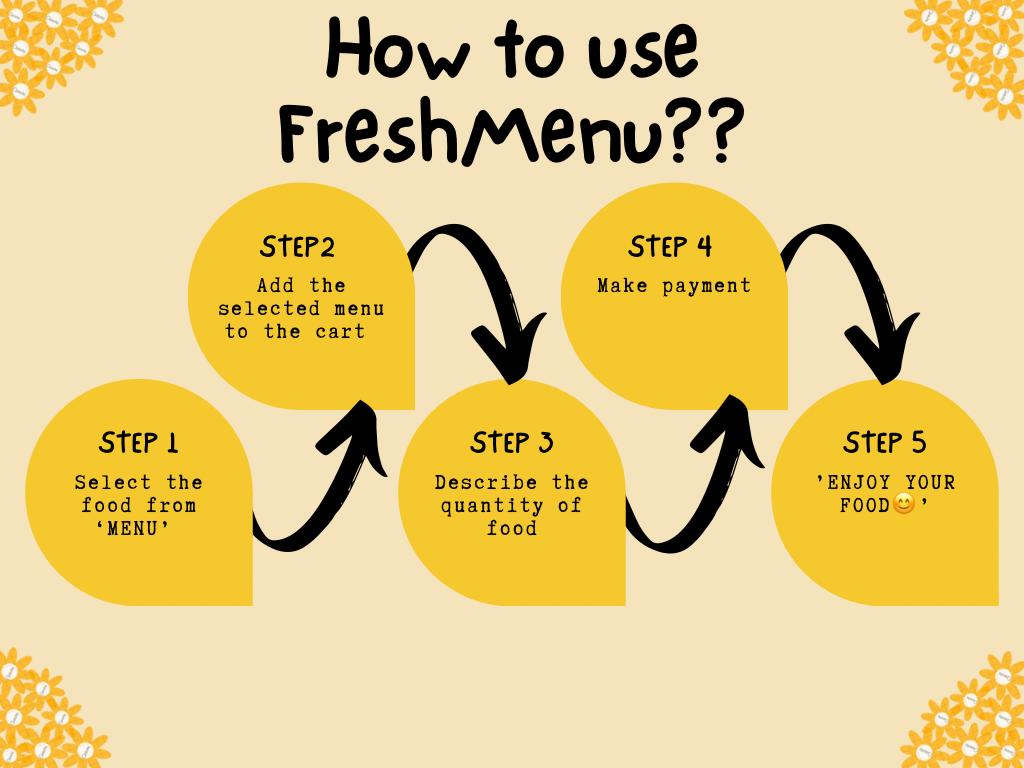 How to use
FreshMenu??
STEP 1
Select the
food from
‘MENU’
STEP2
Add the
selected menu
to the cart
STEP 3
Describe the
quantity of
food
STEP 4
Make payment
STEP 5
’ENJOY YOUR
FOOD😊’